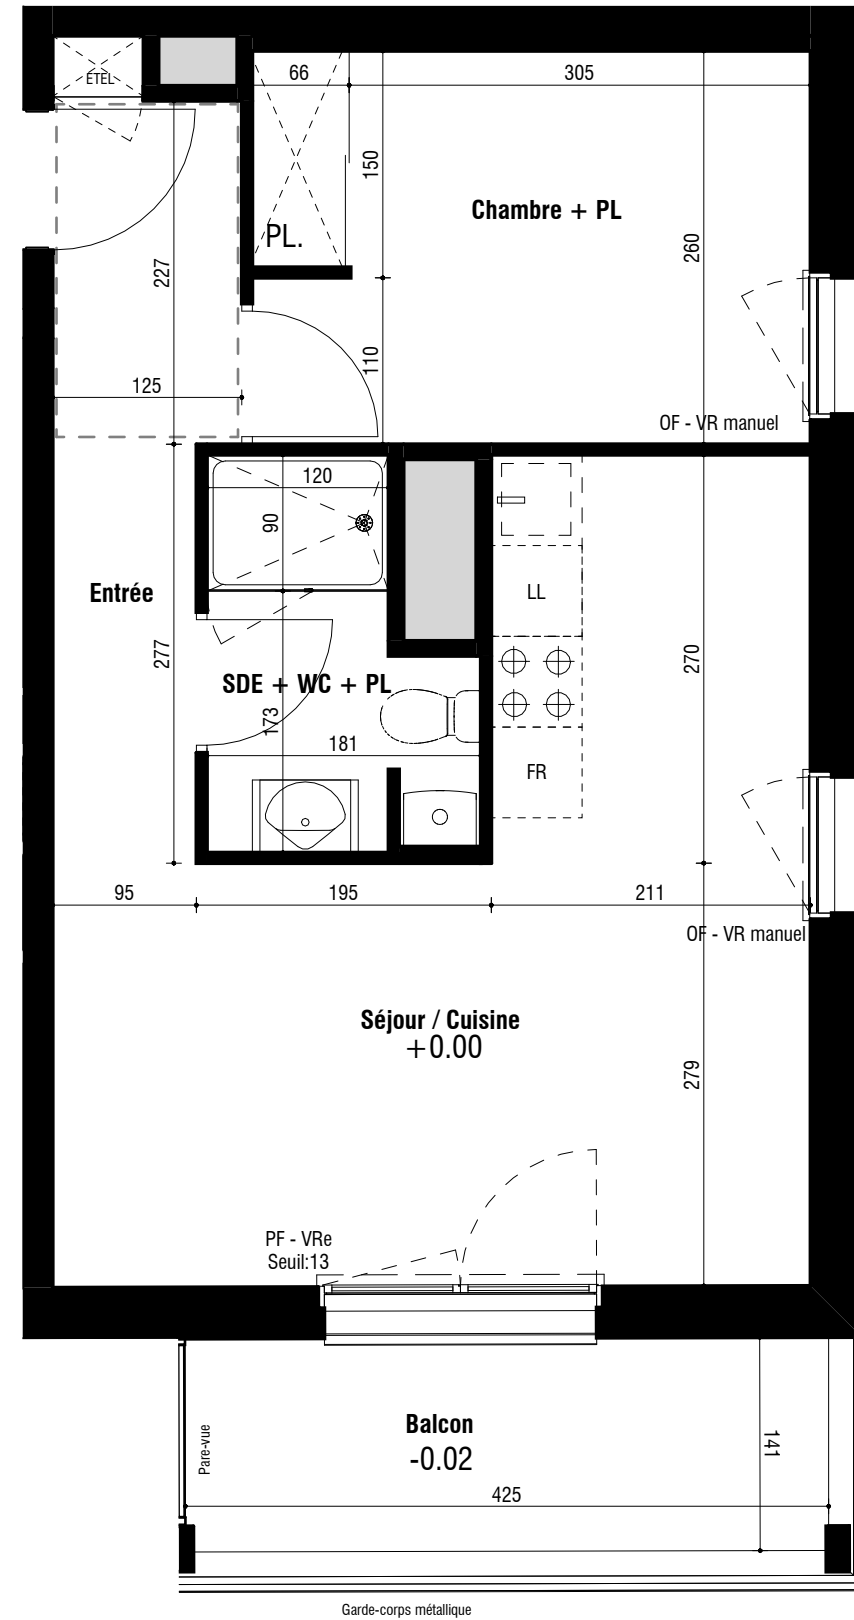 ETEL
66
305
150
Chambre + PL
PL.
260
227
110
125
OF - VR manuel
120
90
Entrée
LL
277
270
SDE + WC + PL
173
181
FR
95
195
211
OF - VR manuel
Séjour / Cuisine
+0.00
279
PF - VRe
Seuil:13
Balcon
-0.02
Pare-vue
141
425
Garde-corps métallique